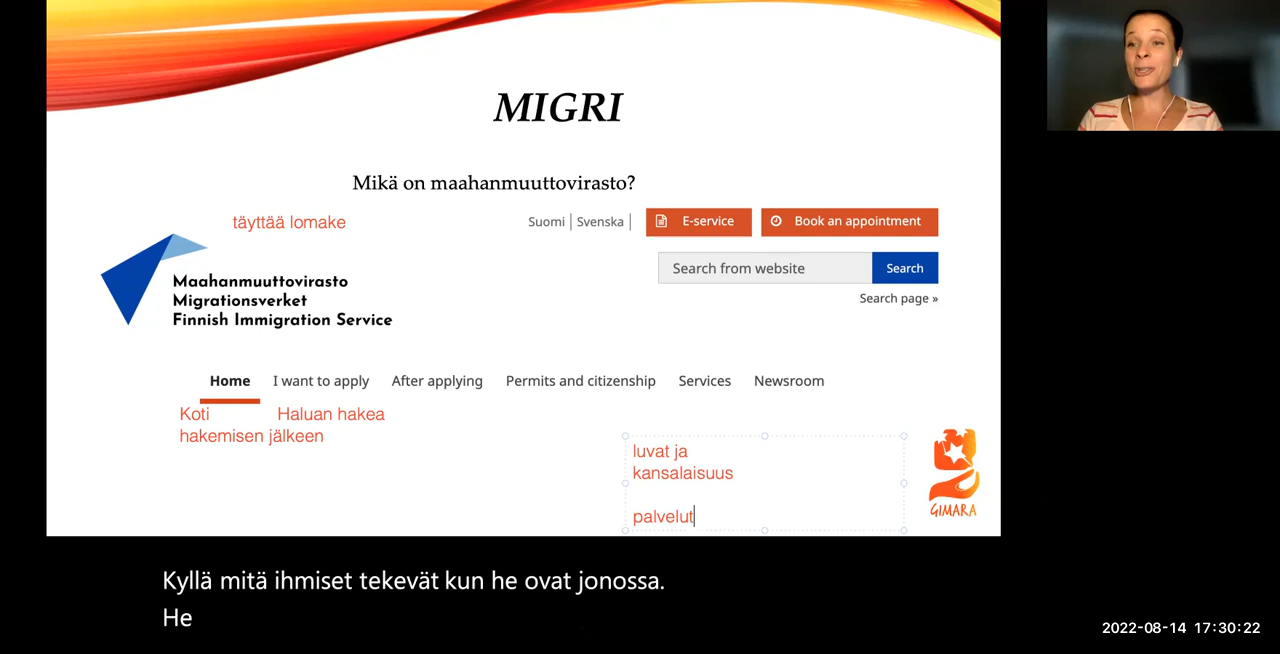 MIGRI
Mikä on maahanmuuttovirasto?
täyttää lomake
Suomi | Svenska |
E-service
Book an appointment
Search from website
Search
Search page »
Maahanmuuttovirasto
Migrationsverket
Finnish Immigration Service
Home
I want to apply
After applying
Permits and citizenship
Services
Newsroom
Koti
Haluan hakea
hakemisen jälkeen
luvat ja
kansalaisuus
palvelut
GIMARA
Kyllä mitä ihmiset tekevät kun he ovat jonossa.
He
2022-08-14 17:30:22